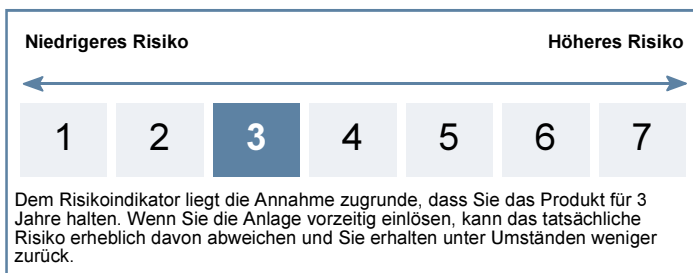 Niedrigeres Risiko Höheres Risiko
1 2 3 4 5 6 7
Dem Risikoindikator liegt die Annahme zugrunde, dass Sie das Produkt für 3
Jahre halten. Wenn Sie die Anlage vorzeitig einlösen, kann das tatsächliche
Risiko erheblich davon abweichen und Sie erhalten unter Umständen weniger
zurück.